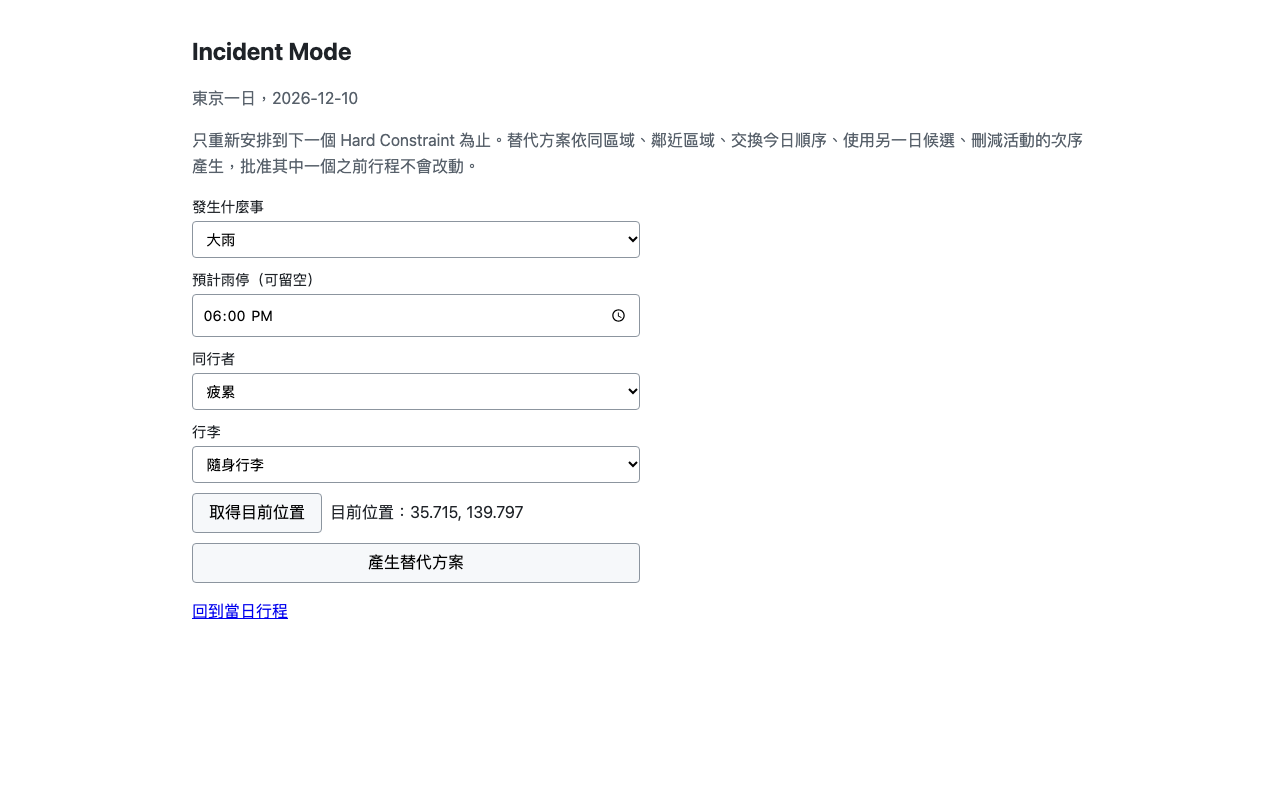 Incident Mode
東京一日，2026-12-10
只重新安排到下一個 Hard Constraint 為止。替代方案依同區域、鄰近區域、交換今日順序、使用另一日候選、刪減活動的次序
產生，批准其中一個之前行程不會改動。
發生什麼事
大雨
預計雨停（可留空）
06:00 PM
同行者
疲累
行李
隨身行李
取得目前位置 目前位置：35.715, 139.797
產生替代方案
回到當日行程